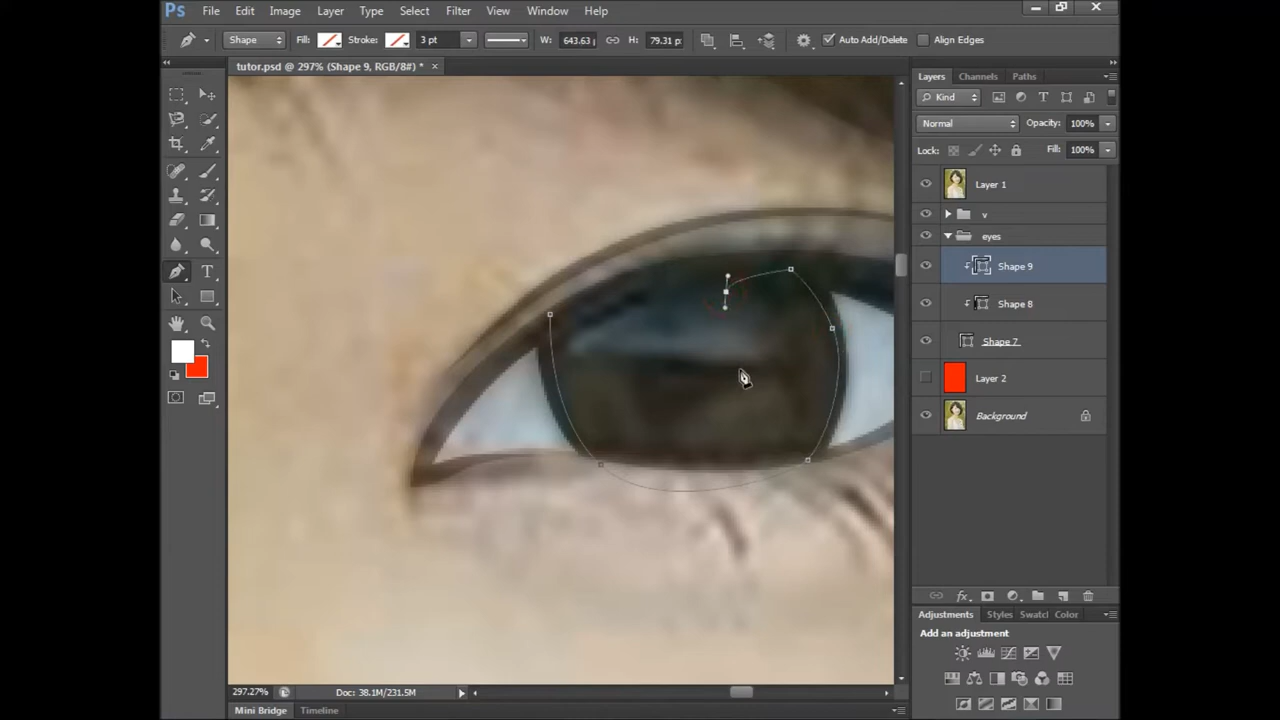 Ps File Edit Image Layer Type Select Filter View Window Help
Shape Fill: Stroke: 3 pt W: 643.63 H: 79.31 p: Auto Add/Delete Align Edges
tutor.psd @ 297% (Shape 9, RGB/8#) * ×
Layers Channels Paths
Kind
Normal Opacity: 100%
Lock: Fill: 100%
Layer 1
v
eyes
Shape 9
Shape 8
Shape 7
Layer 2
Background
fx
Adjustments Styles Swatcl Color
Add an adjustment
297.27% Doc: 38.1M/231.5M
Mini Bridge Timeline